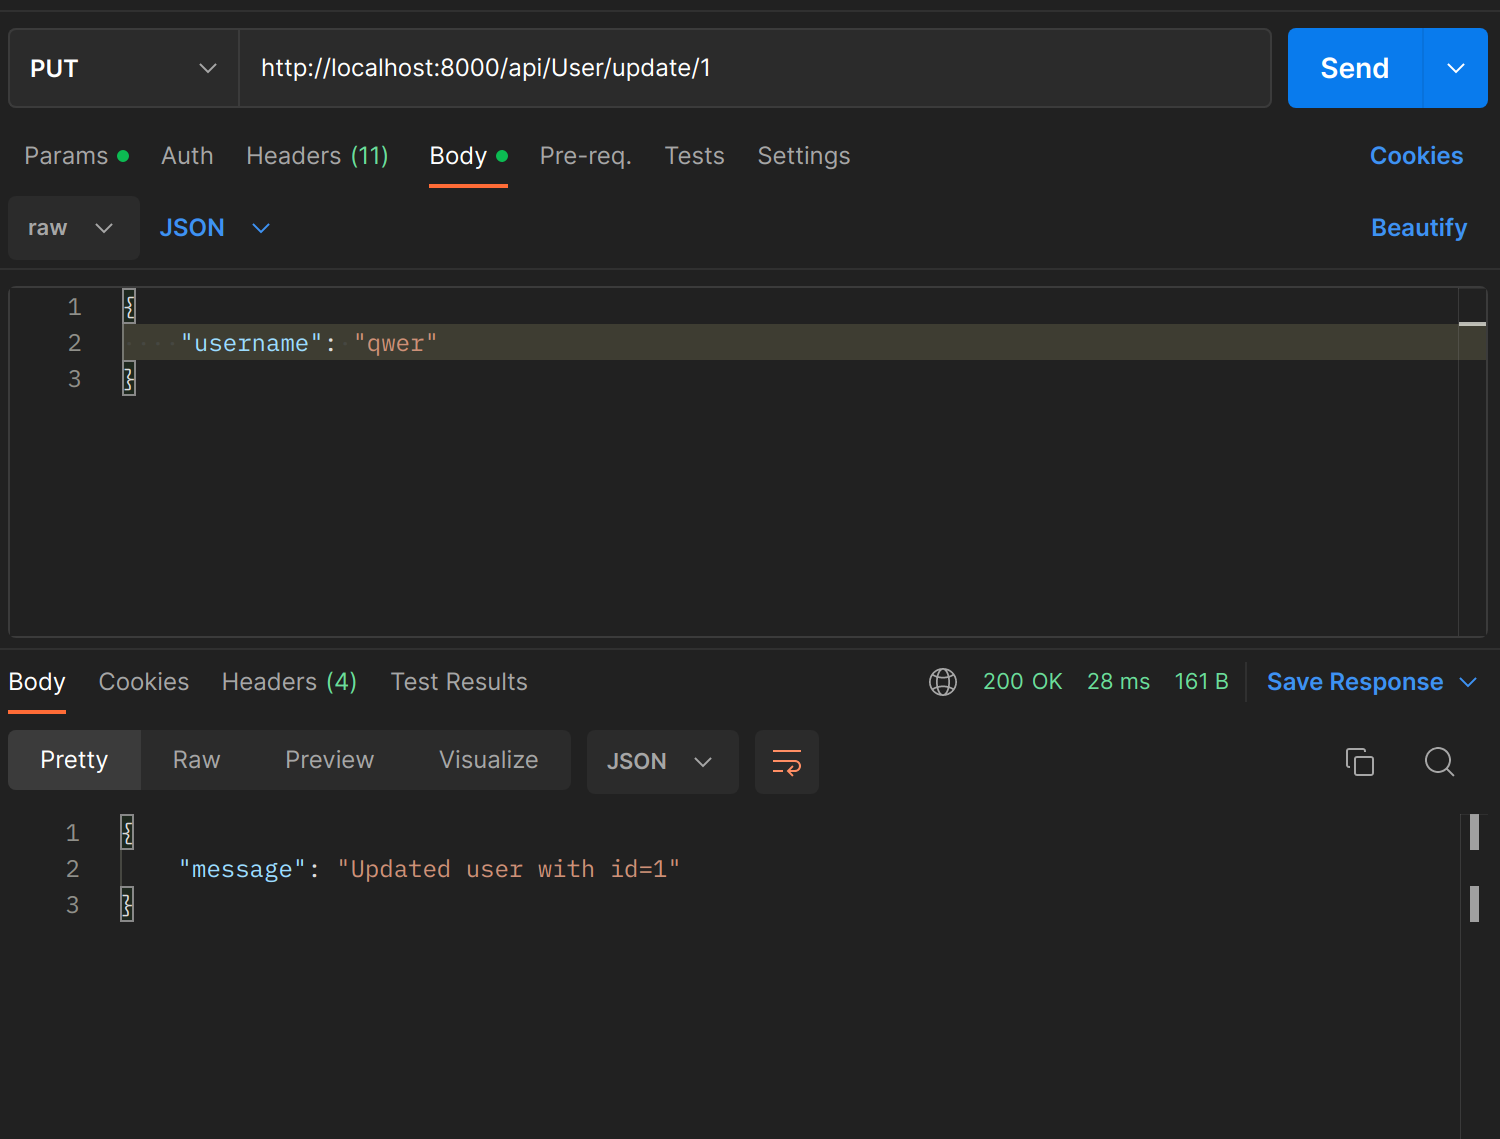 PUT http://localhost:8000/api/User/update/1 Send
Params Auth Headers (11) Body Pre-req. Tests Settings Cookies
raw JSON Beautify
1 {
2 "username": "qwer"
3 }
Body Cookies Headers (4) Test Results 200 OK 28 ms 161 B Save Response
Pretty Raw Preview Visualize JSON
1 {
2 "message": "Updated user with id=1"
3 }